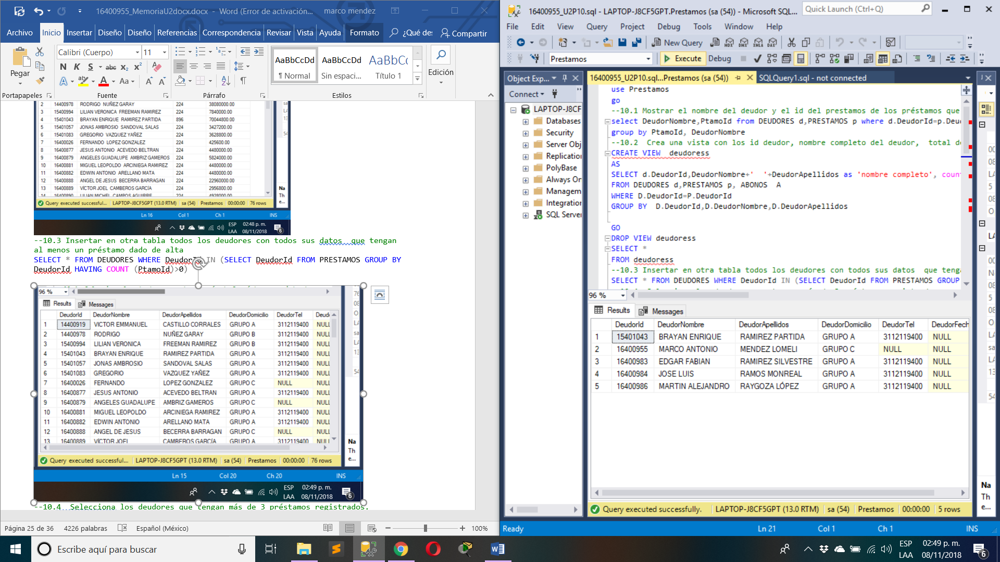 16400955_MemoriaU2docx.docx - Word (Error de activación... marco mendez
Archivo Inicio Insertar Diseño Diseño Referencias Correspondencia Revisar Vista Ayuda Formato ¿Qué de: Compartir
Pegar
Calibri (Cuerpo) 11
N K S abc x₂ x²
A aby A Aa A A
AaBbCcDd AaBbCcDd AaBbCc
¶ Normal Sin espaci... Título 1
Edición
Portapapeles Fuente Párrafo Estilos
2 14400978 RODRIGO NUÑEZ GARAY 224 38080000.00
3 15400994 LILIAN VERONICA FREEMAN RAMIREZ 224 7840000.00
4 15401043 BRAYAN ENRIQUE RAMIREZ PARTIDA 896 70044800.00
5 15401057 JONAS AMBROSIO SANDOVAL SALAS 224 3427200.00
6 15401083 GREGORIO VAZQUEZ YAÑEZ 224 3628800.00
7 16400026 FERNANDO LOPEZ GONZALEZ 224 425600.00
8 16400877 JESUS ANTONIO ACEVEDO BELTRAN 224 4480000.00
9 16400879 ANGELES GUADALUPE AMBRIZ GAMEROS 224 5824000.00
10 16400881 MIGUEL LEOPOLDO ARCINIEGA RAMIREZ 224 4480000.00
11 16400882 EDWIN ANTONIO ARELLANO MATA 224 4480000.00
12 16400888 ANGEL DE JESUS BECERRA BARRAGAN 224 22960000.00
13 16400889 VÍCTOR JOEL CAMBEROS GARCÍA 224 2956800.00
14 16400890 LILIAN MICHEL CAMPOS AGUIRRE 224 4928000.00
Na
Th
e...
Query executed successful... LAPTOP-J8CF5GPT (13.0 RTM) sa (54) Prestamos 00:00:00 76 rows
Ln 16 Col 1 Ch 1 INS
ESP LAA 02:48 p. m. 08/11/2018 6
--10.3 Insertar en otra tabla todos los deudores con todos sus datos que tengan
al menos un préstamo dado de alta
SELECT * FROM DEUDORES WHERE DeudorId IN (SELECT DeudorId FROM PRESTAMOS GROUP BY
DeudorId HAVING COUNT (PtamoId)>0)
96 %
Results Messages
DeudorId DeudorNombre DeudorApellidos DeudorDomicilio DeudorTel Deud
1 14400919 VICTOR EMMANUEL CASTILLO CORRALES GRUPO A 3112119400 NULL
2 14400978 RODRIGO NUÑEZ GARAY GRUPO B 3112119400 NULL
3 15400994 LILIAN VERONICA FREEMAN RAMIREZ GRUPO B 3112119400 NULL
4 15401043 BRAYAN ENRIQUE RAMIREZ PARTIDA GRUPO A 3112119400 NULL
5 15401057 JONAS AMBROSIO SANDOVAL SALAS GRUPO A 3112119400 NULL
6 15401083 GREGORIO VAZQUEZ YAÑEZ GRUPO A 3112119400 NULL
7 16400026 FERNANDO LOPEZ GONZALEZ GRUPO C NULL NULL
8 16400877 JESUS ANTONIO ACEVEDO BELTRAN GRUPO A 3112119400 NULL
9 16400879 ANGELES GUADALUPE AMBRIZ GAMEROS GRUPO C NULL NULL
10 16400881 MIGUEL LEOPOLDO ARCINIEGA RAMIREZ GRUPO A 3112119400 NULL
11 16400882 EDWIN ANTONIO ARELLANO MATA GRUPO A 3112119400 NULL
12 16400888 ANGEL DE JESUS BECERRA BARRAGAN GRUPO C NULL NULL
13 16400889 VÍCTOR JOEL CAMBEROS GARCÍA GRUPO A 3112119400 NULL
Na
Th
e...
Query executed successful... LAPTOP-J8CF5GPT (13.0 RTM) sa (54) Prestamos 00:00:00 76 rows
Ln 15 Col 20 Ch 20 INS
ESP LAA 02:49 p. m. 08/11/2018 6
--10.4 Selecciona los deudores que tengan más de 3 préstamos registrados.
Página 25 de 36 4226 palabras Español (México) 100%
16400955_U2P10.sql - LAPTOP-J8CF5GPT.Prestamos (sa (54)) - Microsoft SQL... Quick Launch (Ctrl+Q)
File Edit View Query Project Debug Tools Window Help
New Query MDX DMX XMLA DAX
Prestamos Execute Debug
Object Exp...
Connect
LAPTOP-J8CF
Databases
Security
Server Obj
Replication
PolyBase
Always On
Managem
Integration
SQL Server
16400955_U2P10.sql...Prestamos (sa (54)) SQLQuery1.sql - not connected
use Prestamos
go
--10.1 Mostrar el nombre del deudor y el id del prestamos de los préstamos que
select DeudorNombre,PtamoId from DEUDORES d,PRESTAMOS p where d.DeudorId=p.Deu
group by PtamoId, DeudorNombre
--10.2 Crea una vista con los id deudor, nombre completo del deudor, total de
CREATE VIEW deudoress
AS
SELECT d.DeudorId,DeudorNombre+' '+DeudorApellidos as 'nombre completo', coun
FROM DEUDORES d,PRESTAMOS p, ABONOS A
WHERE D.DeudorId=P.DeudorId
GROUP BY D.DeudorId,D.DeudorNombre,D.DeudorApellidos
GO
DROP VIEW deudoress
SELECT *
FROM deudoress
--10.3 Insertar en otra tabla todos los deudores con todos sus datos que teng
SELECT * FROM DEUDORES WHERE DeudorId IN (SELECT DeudorId FROM PRESTAMOS GROUP
96 %
Results Messages
DeudorId DeudorNombre DeudorApellidos DeudorDomicilio DeudorTel DeudorFech
1 15401043 BRAYAN ENRIQUE RAMIREZ PARTIDA GRUPO A 3112119400 NULL
2 16400955 MARCO ANTONIO MENDEZ LOMELI GRUPO C NULL NULL
3 16400983 EDGAR FABIAN RAMIREZ SILVESTRE GRUPO A 3112119400 NULL
4 16400984 JOSE LUIS RAMOS MONREAL GRUPO A 3112119400 NULL
5 16400986 MARTIN ALEJANDRO RAYGOZA LÓPEZ GRUPO A 3112119400 NULL
Na
Th
e...
Query executed successfully. LAPTOP-J8CF5GPT (13.0 RTM) sa (54) Prestamos 00:00:00 5 rows
Ready Ln 21 Col 1 Ch 1 INS
Escribe aquí para buscar
ESP LAA 02:49 p. m. 08/11/2018 6